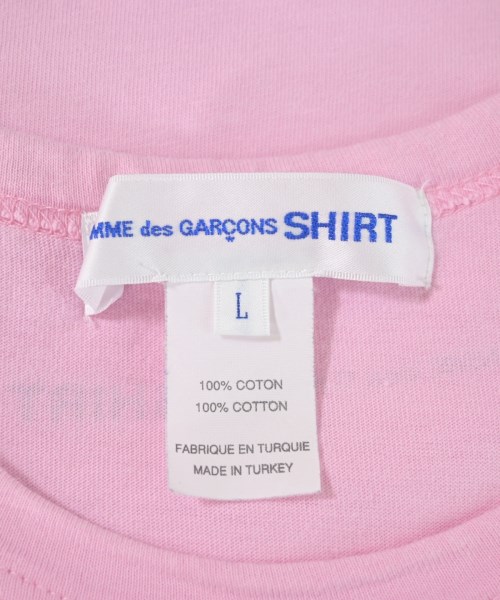 MME des GARÇONS SHIRT
L
100% COTON
100% COTTON
FABRIQUE EN TURQUIE
MADE IN TURKEY